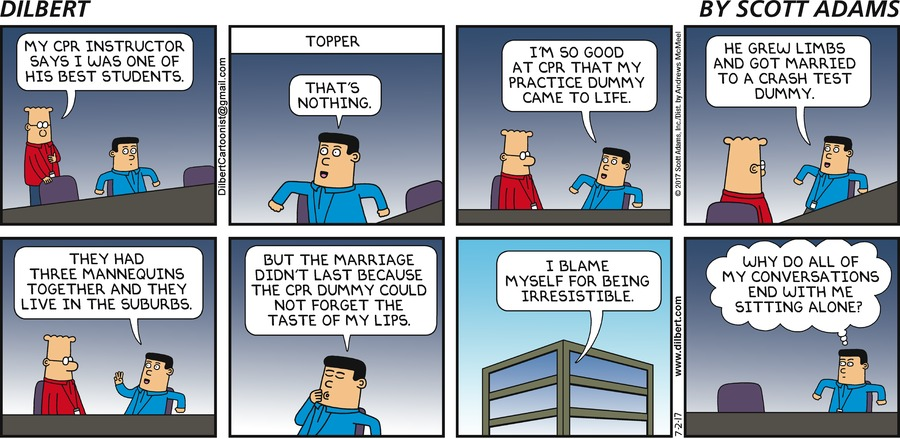 DILBERT
BY SCOTT ADAMS
MY CPR INSTRUCTOR
SAYS I WAS ONE OF
HIS BEST STUDENTS.
DilbertCartoonist@gmail.com
TOPPER
THAT'S
NOTHING.
I'M SO GOOD
AT CPR THAT MY
PRACTICE DUMMY
CAME TO LIFE.
© 2017 Scott Adams, Inc./Dist. by Andrews McMeel
HE GREW LIMBS
AND GOT MARRIED
TO A CRASH TEST
DUMMY.
THEY HAD
THREE MANNEQUINS
TOGETHER AND THEY
LIVE IN THE SUBURBS.
BUT THE MARRIAGE
DIDN'T LAST BECAUSE
THE CPR DUMMY COULD
NOT FORGET THE
TASTE OF MY LIPS.
I BLAME
MYSELF FOR BEING
IRRESISTIBLE.
7-2-17
www.dilbert.com
WHY DO ALL OF
MY CONVERSATIONS
END WITH ME
SITTING ALONE?